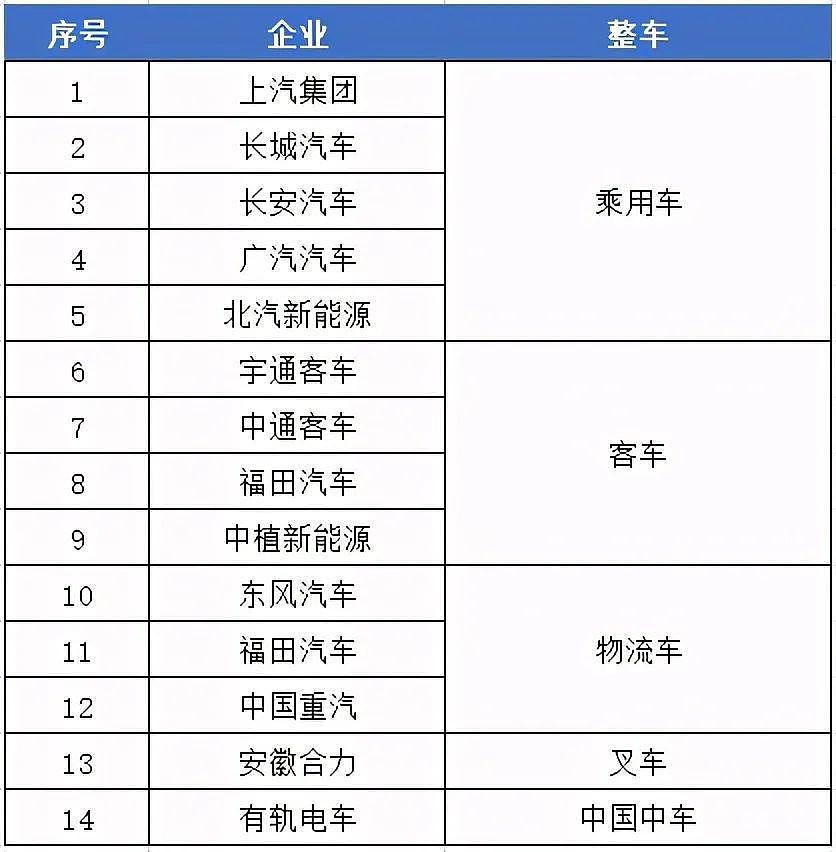 序号 企业 整车
1 上汽集团
2 长城汽车
3 长安汽车 乘用车
4 广汽汽车
5 北汽新能源
6 宇通客车
7 中通客车
客车
8 福田汽车
9 中植新能源
10 东风汽车
11 福田汽车 物流车
12 中国重汽
13 安徽合力 叉车
14 有轨电车 中国中车